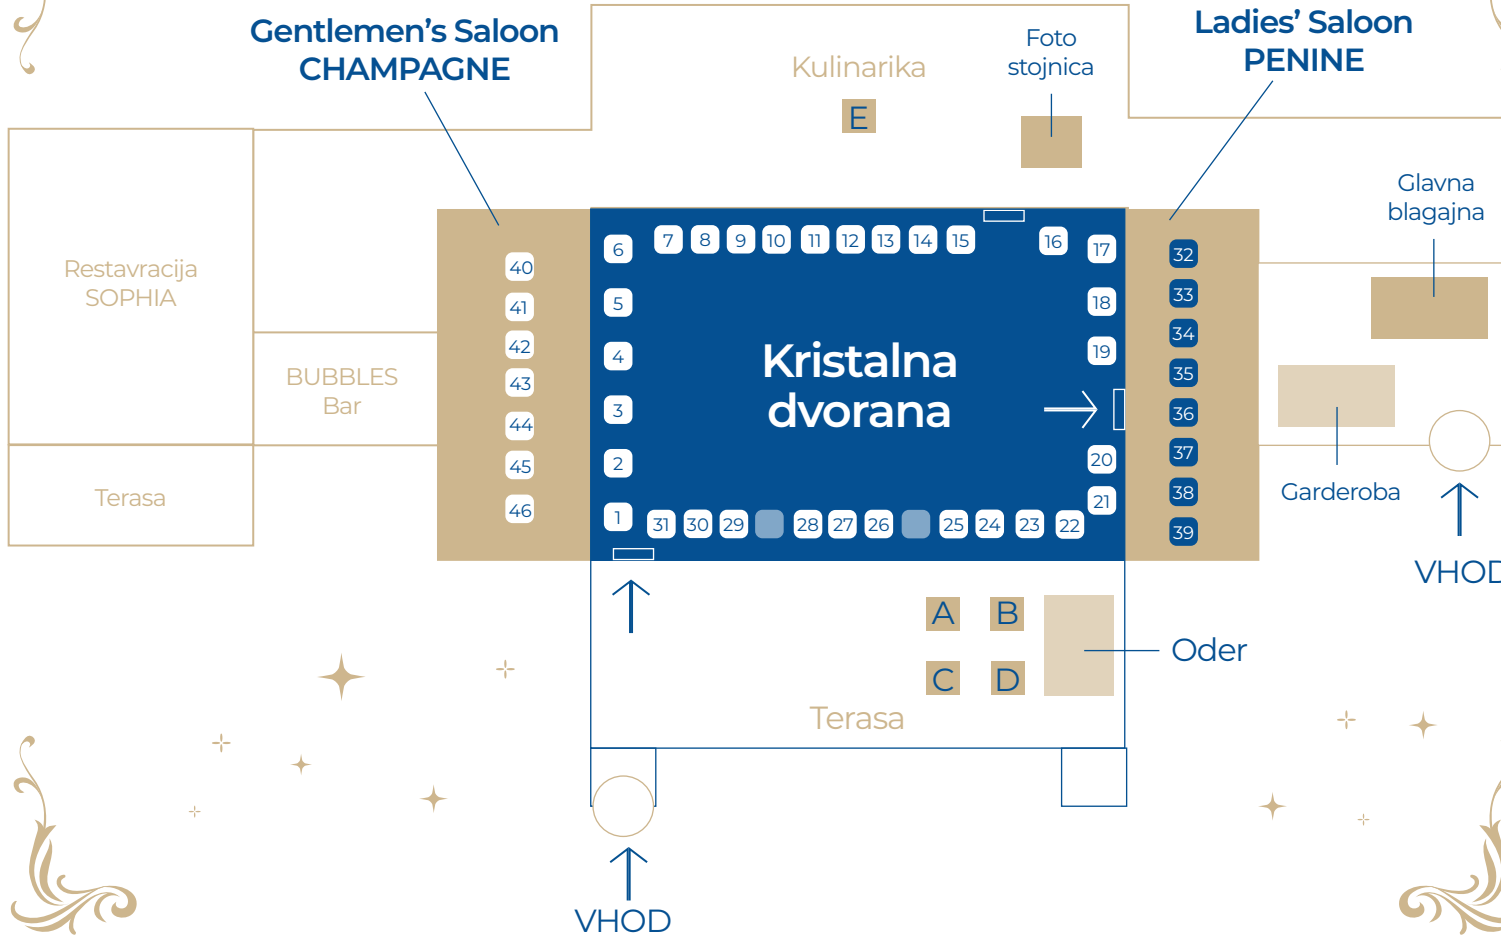 Gentlemen's Saloon
CHAMPAGNE
Ladies' Saloon
PENINE
Kulinarika
E
Foto
stojnica
Glavna
blagajna
Restavracija
SOPHIA
BUBBLES
Bar
Terasa
40
41
42
43
44
45
46
6
5
4
3
2
1
7 8 9 10 11 12 13 14 15 16 17
18
19
20
21
Kristalna
dvorana
31 30 29 28 27 26 25 24 23 22
32
33
34
35
36
37
38
39
Garderoba
VHOD
A B
C D
Oder
Terasa
VHOD